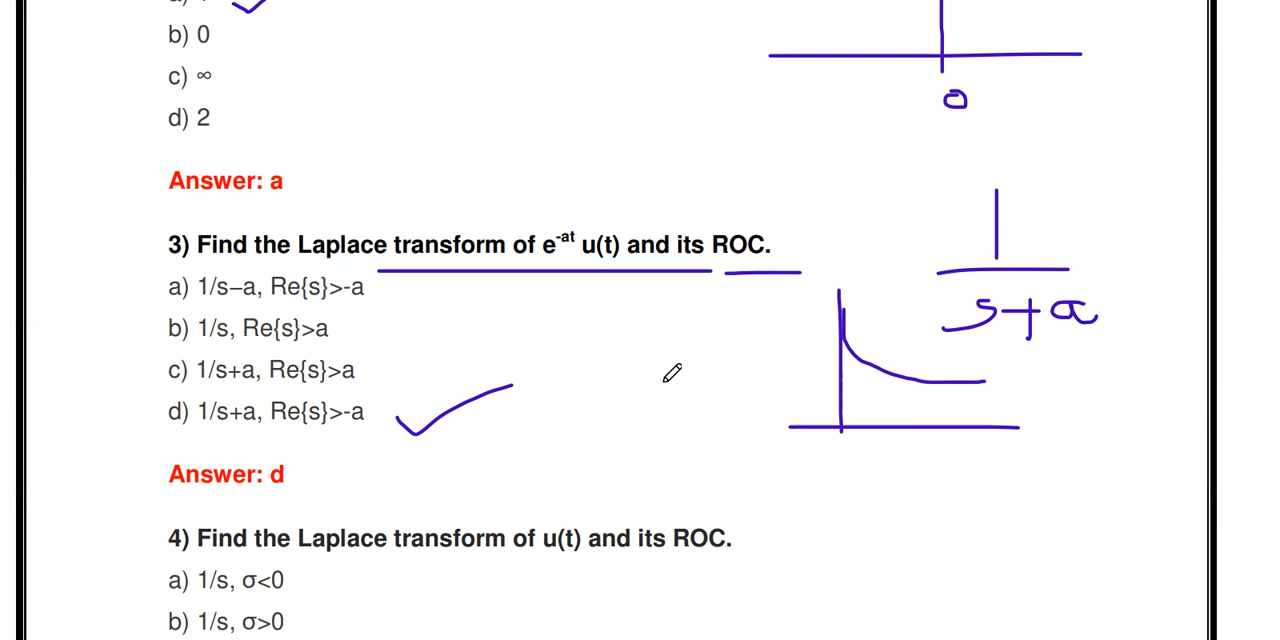 b) 0
c) ∞
d) 2
0
Answer: a
3) Find the Laplace transform of e-at u(t) and its ROC.
a) 1/s−a, Re{s}>-a
b) 1/s, Re{s}>a
c) 1/s+a, Re{s}>a
d) 1/s+a, Re{s}>-a
1
s+a
Answer: d
4) Find the Laplace transform of u(t) and its ROC.
a) 1/s, σ<0
b) 1/s, σ>0